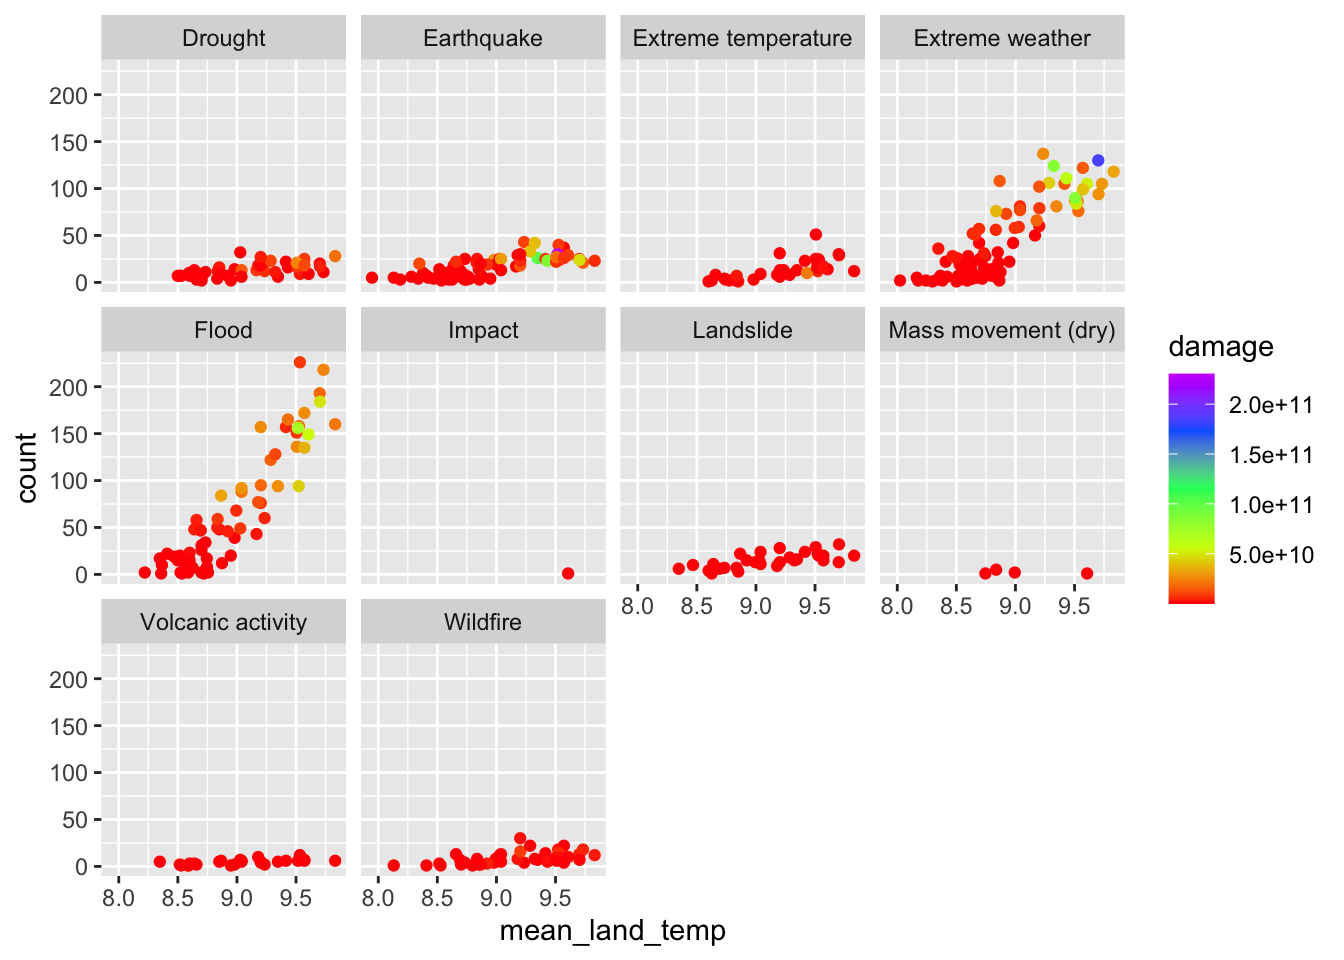 Drought Earthquake Extreme temperature Extreme weather
200
150
100
50
0
Flood Impact Landslide Mass movement (dry)
200
150
100
50
0
8.0 8.5 9.0 9.5 8.0 8.5 9.0 9.5
Volcanic activity Wildfire
200
150
100
50
0
8.0 8.5 9.0 9.5 8.0 8.5 9.0 9.5
mean_land_temp
count
damage
2.0e+11
1.5e+11
1.0e+11
5.0e+10